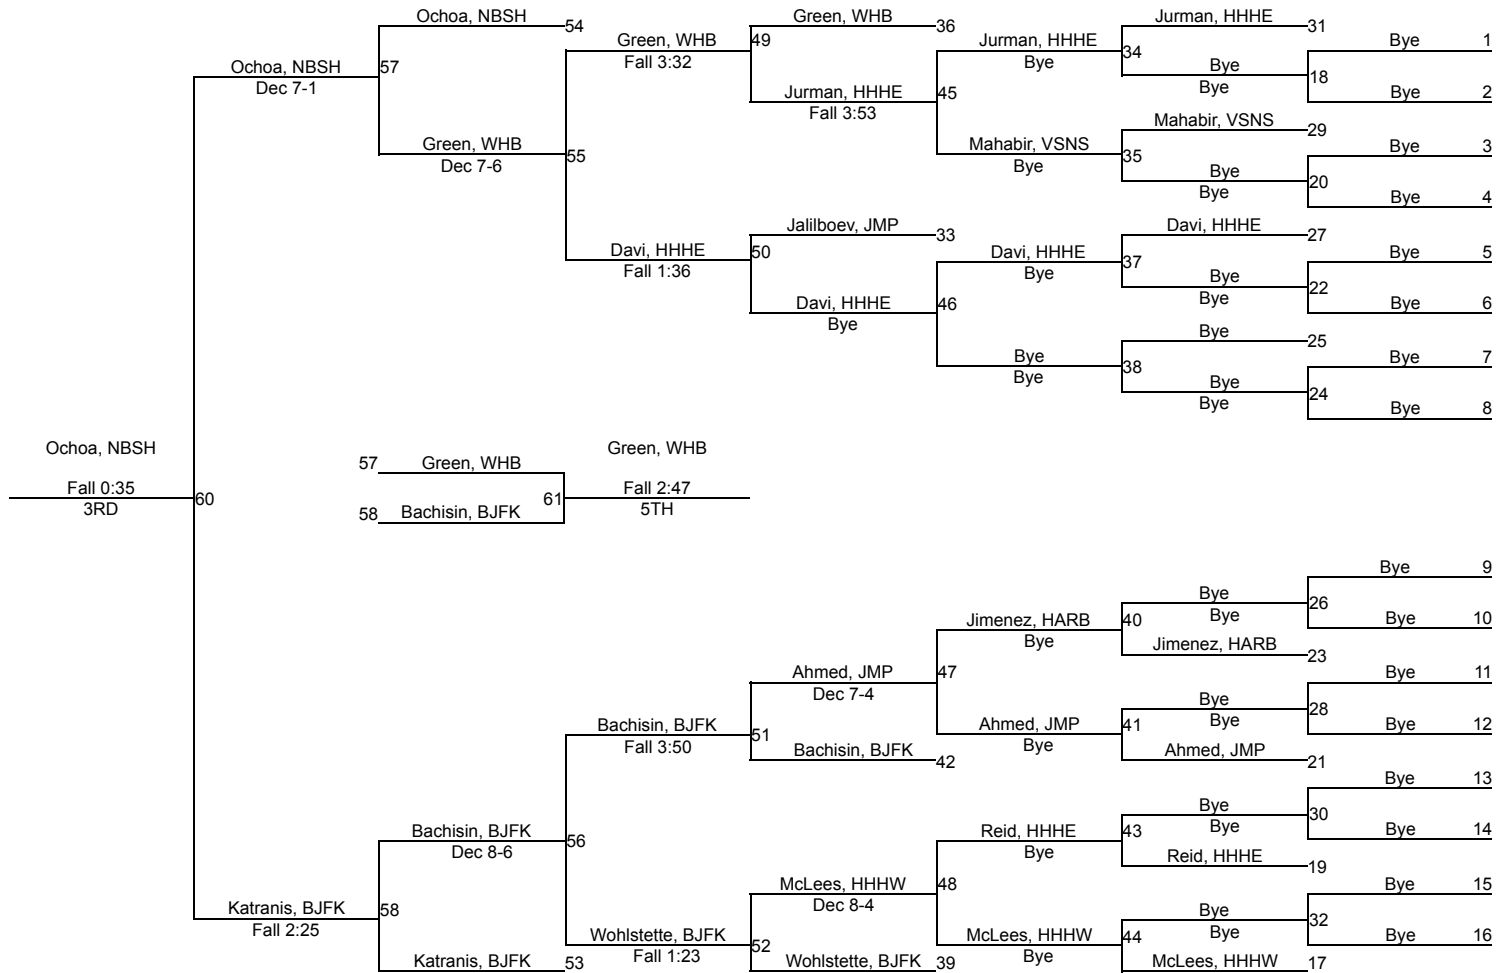 Ochoa, NBSH 54 Green, WHB 36 Jurman, HHHE 31
Green, WHB 49 Jurman, HHHE 34 Bye 1
Ochoa, NBSH 57 Fall 3:32 Bye Bye 18
Dec 7-1 Jurman, HHHE 45 Bye Bye 2
Fall 3:53 Mahabir, VSNS 29
Green, WHB 55 Mahabir, VSNS 35 Bye 3
Dec 7-6 Bye Bye 20
Bye Bye 4
Jalilboev, JMP 33 Davi, HHHE 27
Davi, HHHE 50 Davi, HHHE 37 Bye 5
Fall 1:36 Bye Bye 22
Davi, HHHE 46 Bye Bye 6
Bye Bye 25
Bye 38 Bye 7
Bye Bye 24
Bye Bye 8
Ochoa, NBSH Green, WHB
57 Green, WHB
Fall 0:35 60 61 Fall 2:47
3RD 58 Bachisin, BJFK 5TH
Bye 9
Bye 26
Jimenez, HARB 40 Bye Bye 10
Bye Jimenez, HARB 23
Ahmed, JMP 47 Bye 11
Dec 7-4 Bye 28
Bachisin, BJFK 51 Ahmed, JMP 41 Bye Bye 12
Fall 3:50 Bachisin, BJFK 42 Bye Ahmed, JMP 21
Bye 13
Bye 30
Bachisin, BJFK 56 Reid, HHHE 43 Bye Bye 14
Dec 8-6 Bye Reid, HHHE 19
McLees, HHHW 48 Bye 15
Katranis, BJFK 58 Dec 8-4 Bye 32
Fall 2:25 Wohlstette, BJFK 52 McLees, HHHW 44 Bye Bye 16
Katranis, BJFK 53 Fall 1:23 Wohlstette, BJFK 39 Bye McLees, HHHW 17